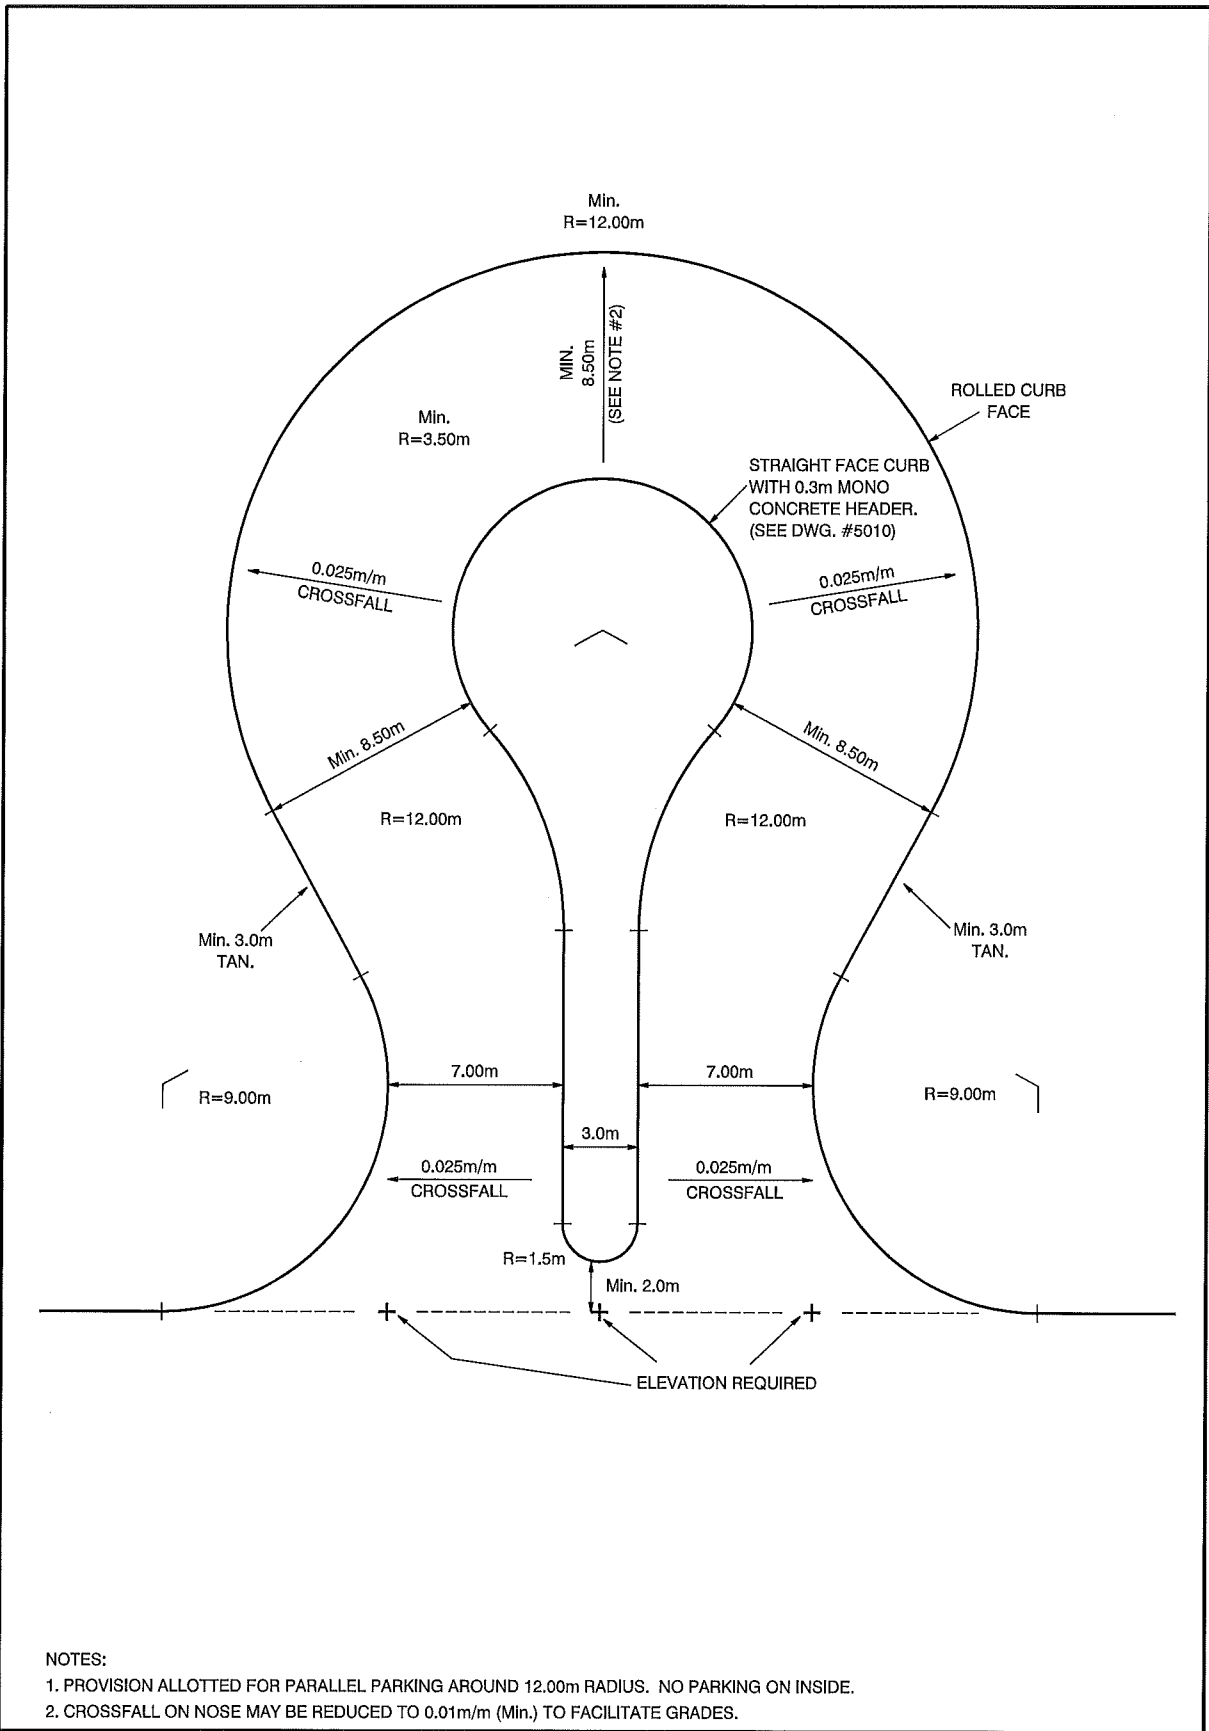 Min.
R=12.00m
MIN.
8.50m
(SEE NOTE #2)
ROLLED CURB
FACE
Min.
R=3.50m
STRAIGHT FACE CURB
WITH 0.3m MONO
CONCRETE HEADER.
(SEE DWG. #5010)
0.025m/m
CROSSFALL
0.025m/m
CROSSFALL
Min. 8.50m
Min. 8.50m
R=12.00m
R=12.00m
Min. 3.0m
TAN.
Min. 3.0m
TAN.
7.00m
7.00m
R=9.00m
R=9.00m
3.0m
0.025m/m
CROSSFALL
0.025m/m
CROSSFALL
R=1.5m
Min. 2.0m
ELEVATION REQUIRED
NOTES:
1. PROVISION ALLOTTED FOR PARALLEL PARKING AROUND 12.00m RADIUS. NO PARKING ON INSIDE.
2. CROSSFALL ON NOSE MAY BE REDUCED TO 0.01m/m (Min.) TO FACILITATE GRADES.